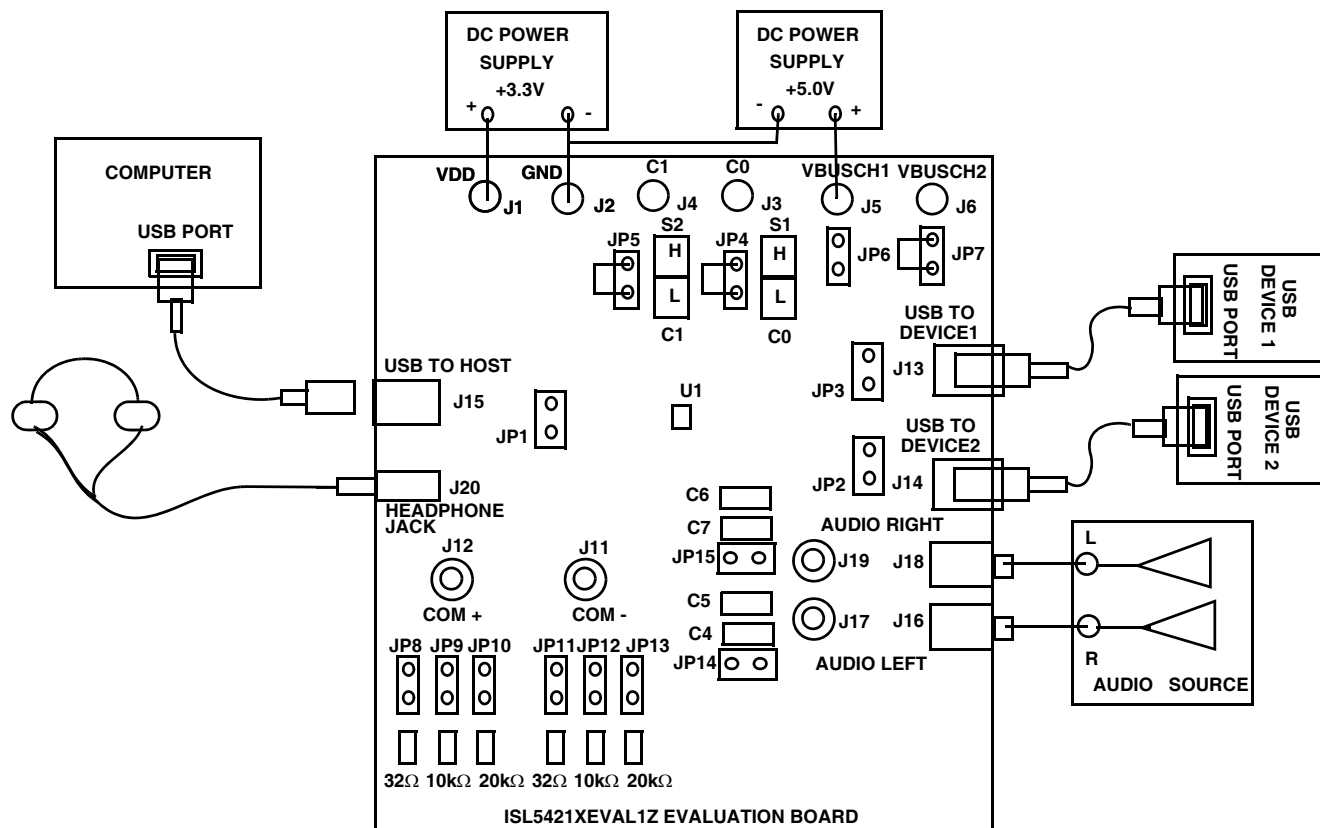 DC POWER
SUPPLY
+3.3V
+ -
DC POWER
SUPPLY
+5.0V
- +
COMPUTER
USB PORT
VDD
J1
GND
J2
C1
J4
C0
J3
VBUSCH1
J5
VBUSCH2
J6
JP5
S2
H
L
C1
JP4
S1
H
L
C0
JP6
JP7
USB TO
DEVICE1
J13
JP3
USB PORT
USB
DEVICE 1
USB TO HOST
J15
JP1
U1
USB TO
DEVICE2
JP2
J14
USB PORT
USB
DEVICE 2
J20
HEADPHONE
JACK
C6
C7
JP15
AUDIO RIGHT
J19
J18
L
J12
COM +
J11
COM -
C5
C4
JP14
J17
J16
AUDIO LEFT
R
AUDIO SOURCE
JP8 JP9 JP10
JP11 JP12 JP13
32Ω 10kΩ 20kΩ
32Ω 10kΩ 20kΩ
ISL5421XEVAL1Z EVALUATION BOARD